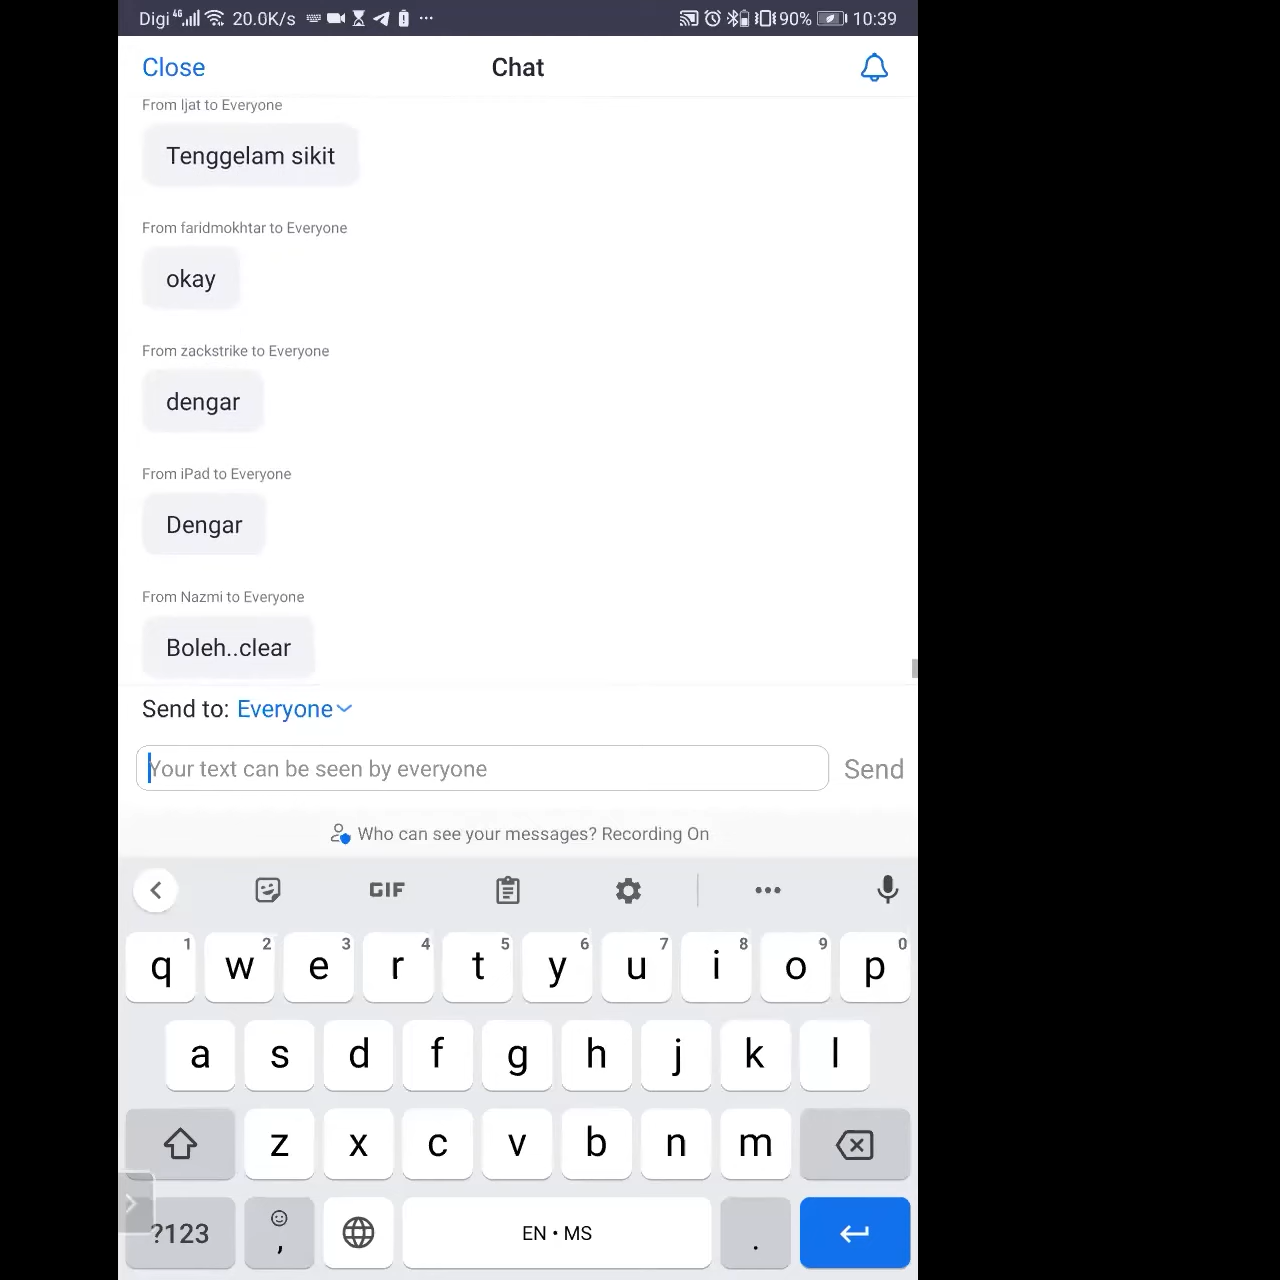 Digi 4G 20.0K/s ... 90% 10:39
Close Chat
From Ijat to Everyone
Tenggelam sikit
From faridmokhtar to Everyone
okay
From zackstrike to Everyone
dengar
From iPad to Everyone
Dengar
From Nazmi to Everyone
Boleh..clear
Send to: Everyone
Your text can be seen by everyone Send
Who can see your messages? Recording On
GIF
1 2 3 4 5 6 7 8 9 0
q w e r t y u i o p
a s d f g h j k l
z x c v b n m
?123 , EN • MS .